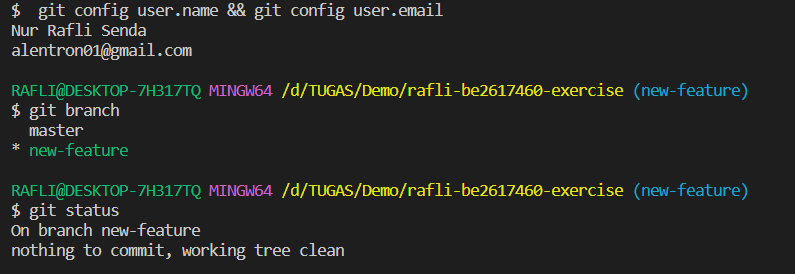 $  git config user.name && git config user.email
Nur Rafli Senda
alentron01@gmail.com
RAFLI@DESKTOP-7H317TQ MINGW64 /d/TUGAS/Demo/rafli-be2617460-exercise (new-feature)
$ git branch
  master
* new-feature
RAFLI@DESKTOP-7H317TQ MINGW64 /d/TUGAS/Demo/rafli-be2617460-exercise (new-feature)
$ git status
On branch new-feature
nothing to commit, working tree clean